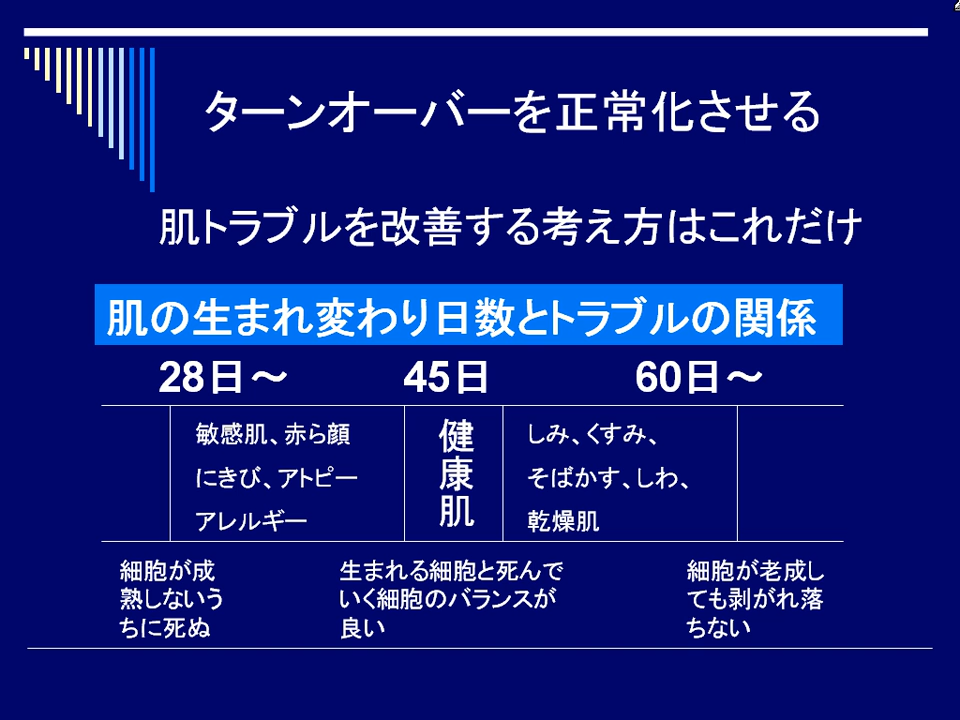 ターンオーバーを正常化させる
肌トラブルを改善する考え方はこれだけ
肌の生まれ変わり日数とトラブルの関係
28日～ 45日 60日～
敏感肌、赤ら顔
にきび、アトピー
アレルギー
健康肌
しみ、くすみ、
そばかす、しわ、
乾燥肌
細胞が成
熟しないう
ちに死ぬ
生まれる細胞と死んで
いく細胞のバランスが
良い
細胞が老成し
ても剥がれ落
ちない